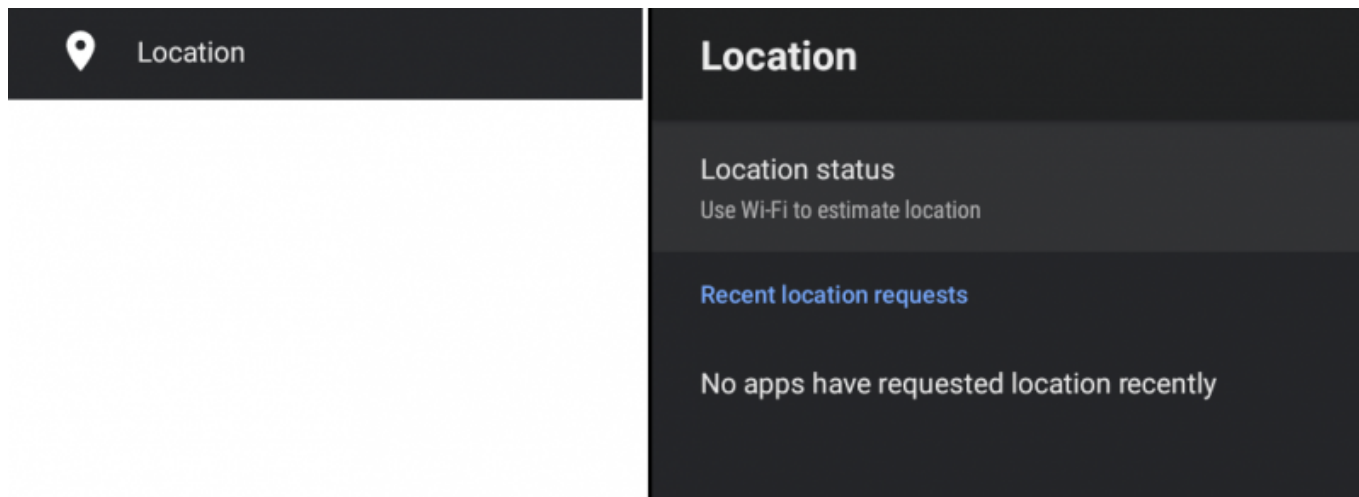 Location
Location
Location status
Use Wi-Fi to estimate location
Recent location requests
No apps have requested location recently